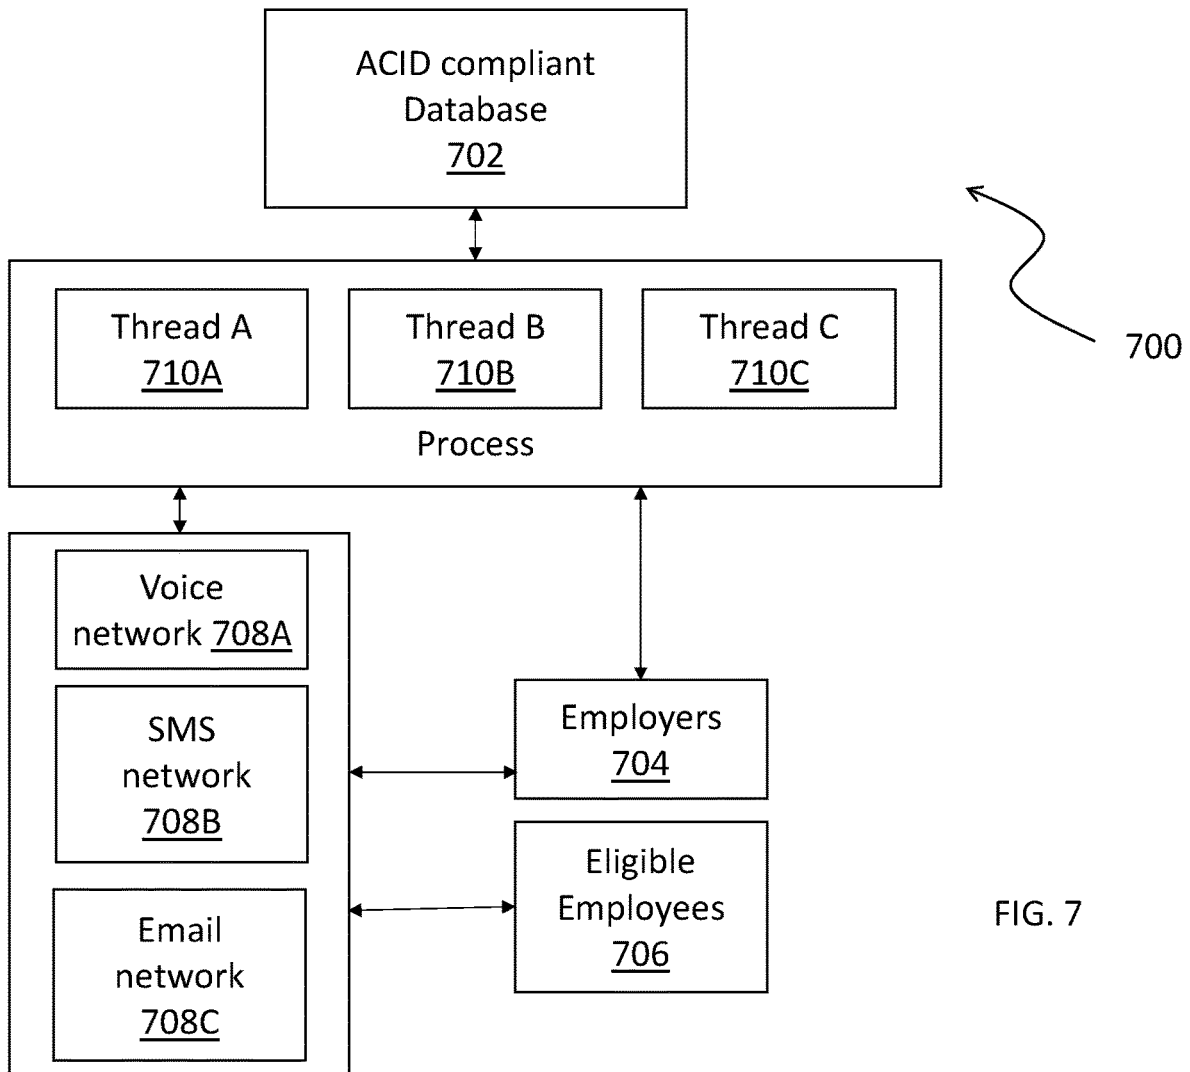 ACID compliant
Database
702
Thread A
710A
Thread B
710B
Thread C
710C
Process
700
Voice
network 708A
SMS
network
708B
Email
network
708C
Employers
704
Eligible
Employees
706
FIG. 7